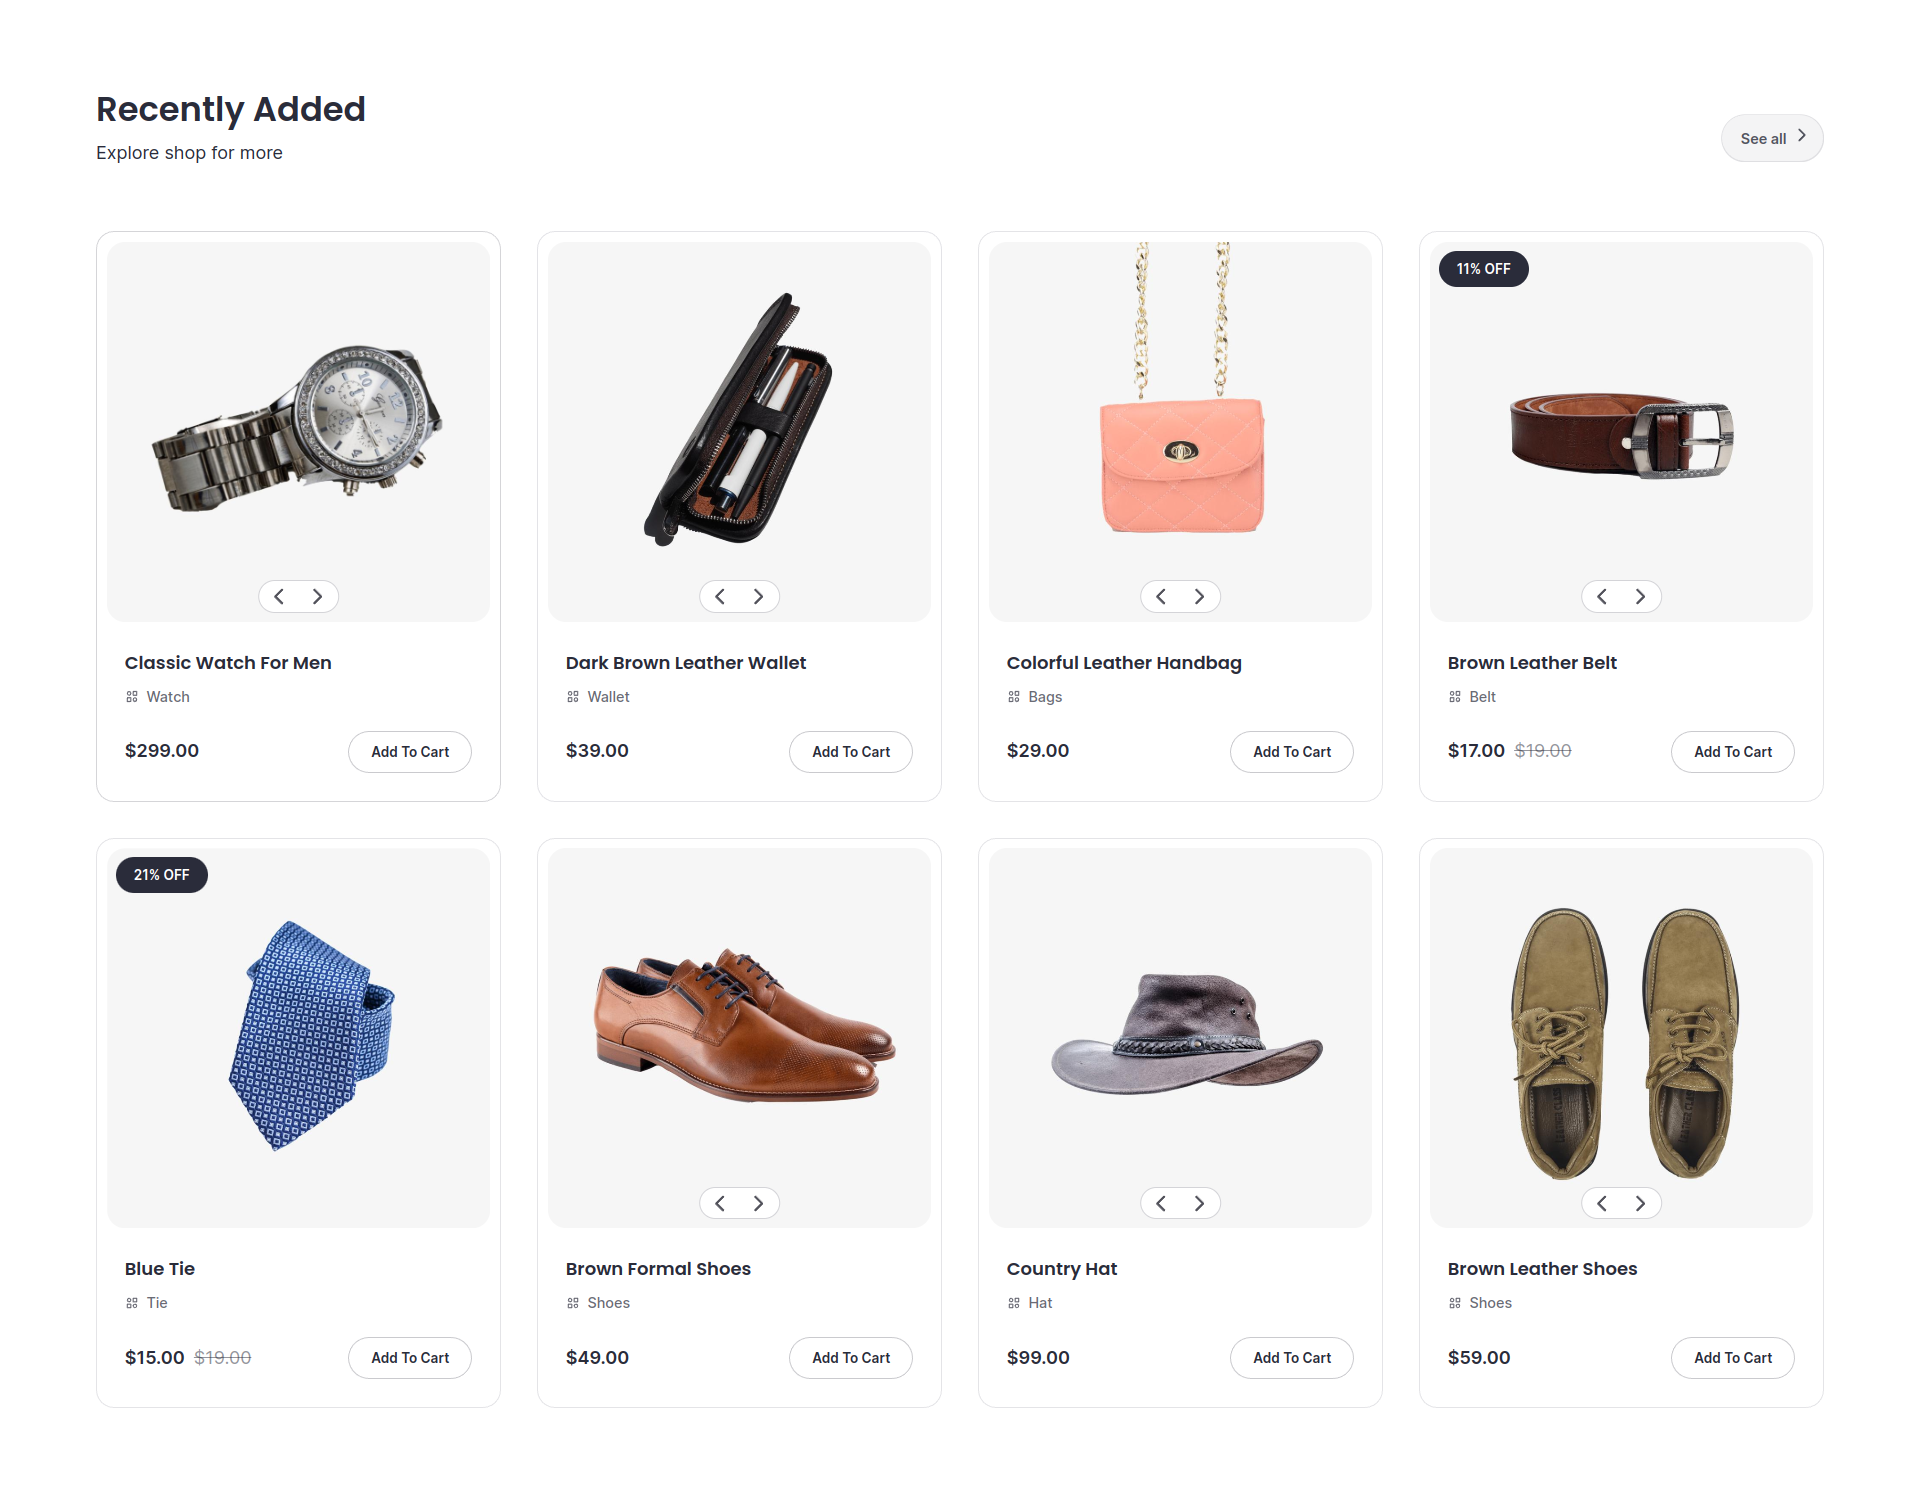 Recently Added
Explore shop for more
See all
Classic Watch For Men
Watch
$299.00
Add To Cart
Dark Brown Leather Wallet
Wallet
$39.00
Add To Cart
Colorful Leather Handbag
Bags
$29.00
Add To Cart
11% OFF
Brown Leather Belt
Belt
$17.00 $19.00
Add To Cart
21% OFF
Blue Tie
Tie
$15.00 $19.00
Add To Cart
Brown Formal Shoes
Shoes
$49.00
Add To Cart
Country Hat
Hat
$99.00
Add To Cart
Brown Leather Shoes
Shoes
$59.00
Add To Cart